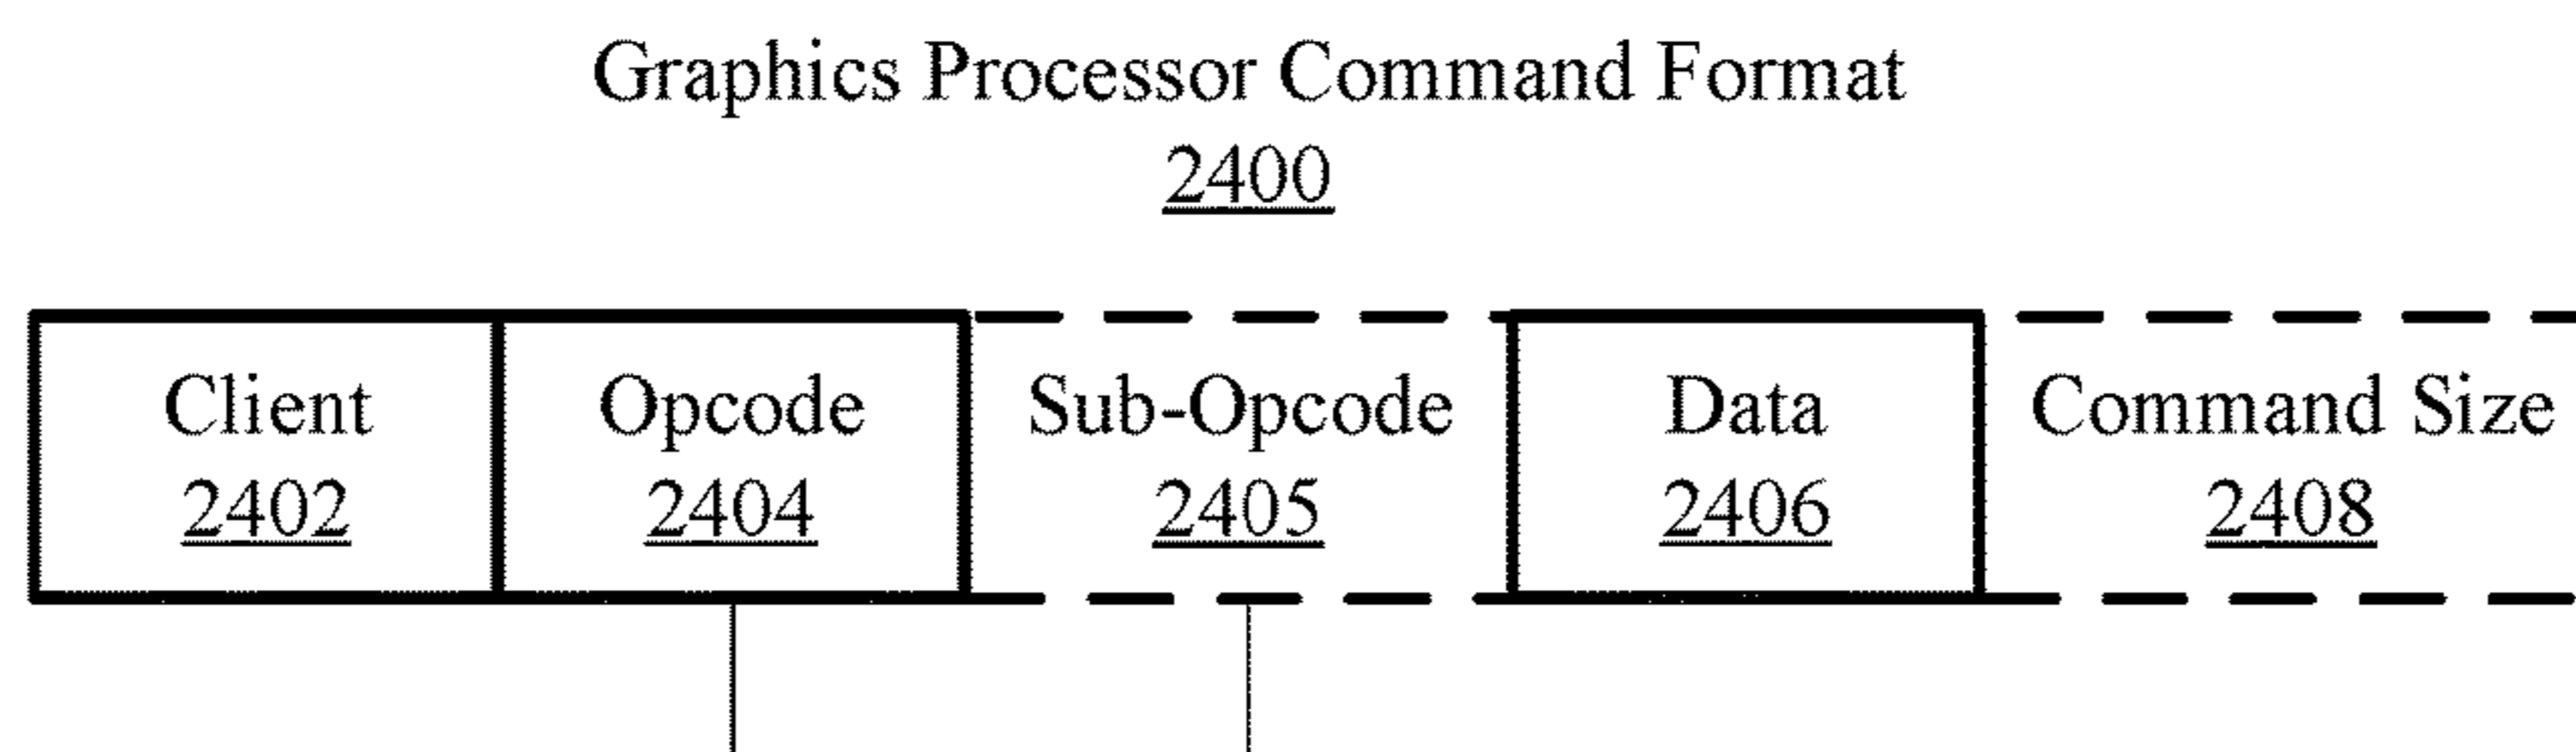 Graphics Processor Command Format
2400
Client Opcode Sub-Opcode Data Command Size
2402 2404 2405 2406 2408